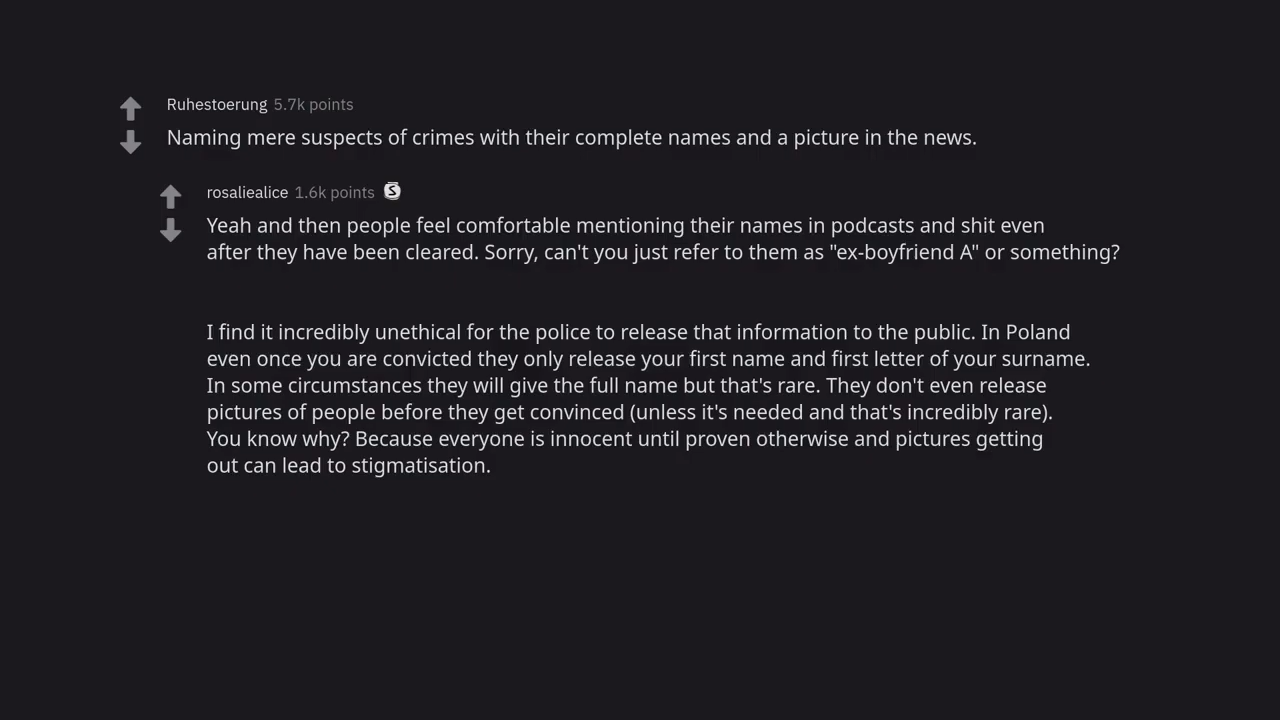 Ruhestoerung 5.7k points
Naming mere suspects of crimes with their complete names and a picture in the news.
rosaliealice 1.6k points S
Yeah and then people feel comfortable mentioning their names in podcasts and shit even
after they have been cleared. Sorry, can't you just refer to them as "ex-boyfriend A" or something?
I find it incredibly unethical for the police to release that information to the public. In Poland
even once you are convicted they only release your first name and first letter of your surname.
In some circumstances they will give the full name but that's rare. They don't even release
pictures of people before they get convinced (unless it's needed and that's incredibly rare).
You know why? Because everyone is innocent until proven otherwise and pictures getting
out can lead to stigmatisation.